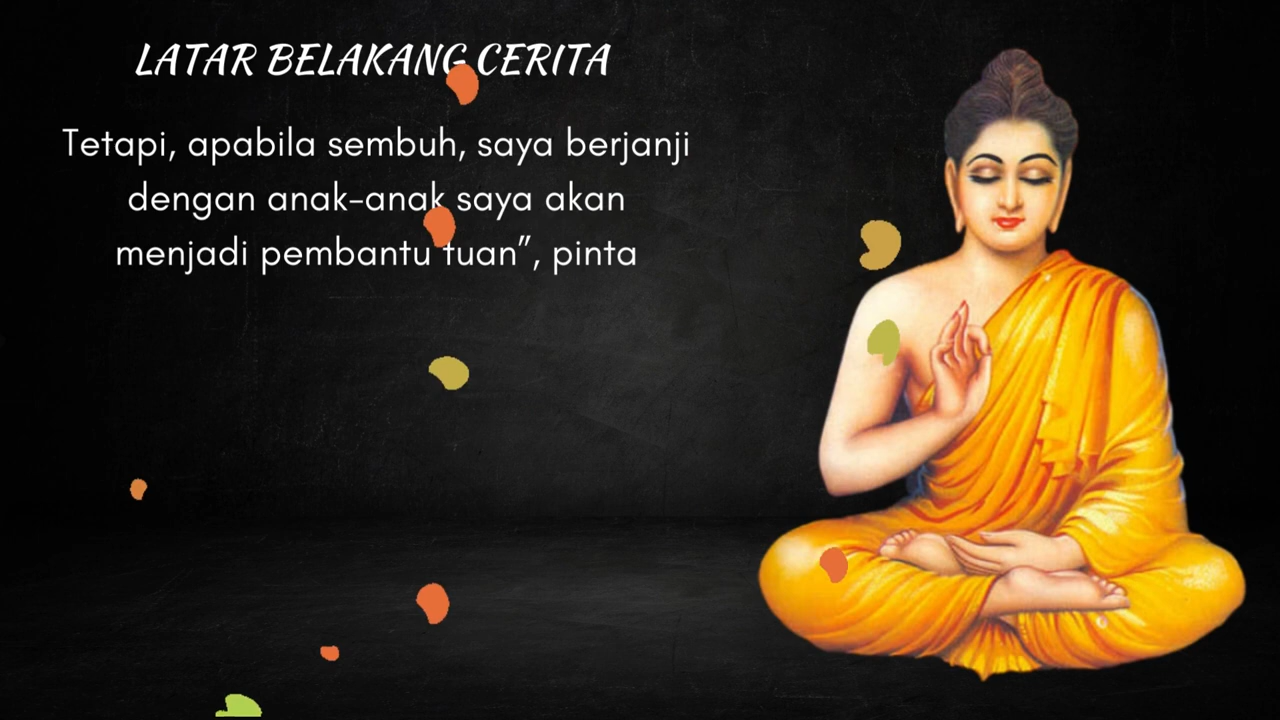 LATAR BELAKANG CERITA
Tetapi, apabila sembuh, saya berjanji
dengan anak-anak saya akan
menjadi pembantu tuan”, pinta